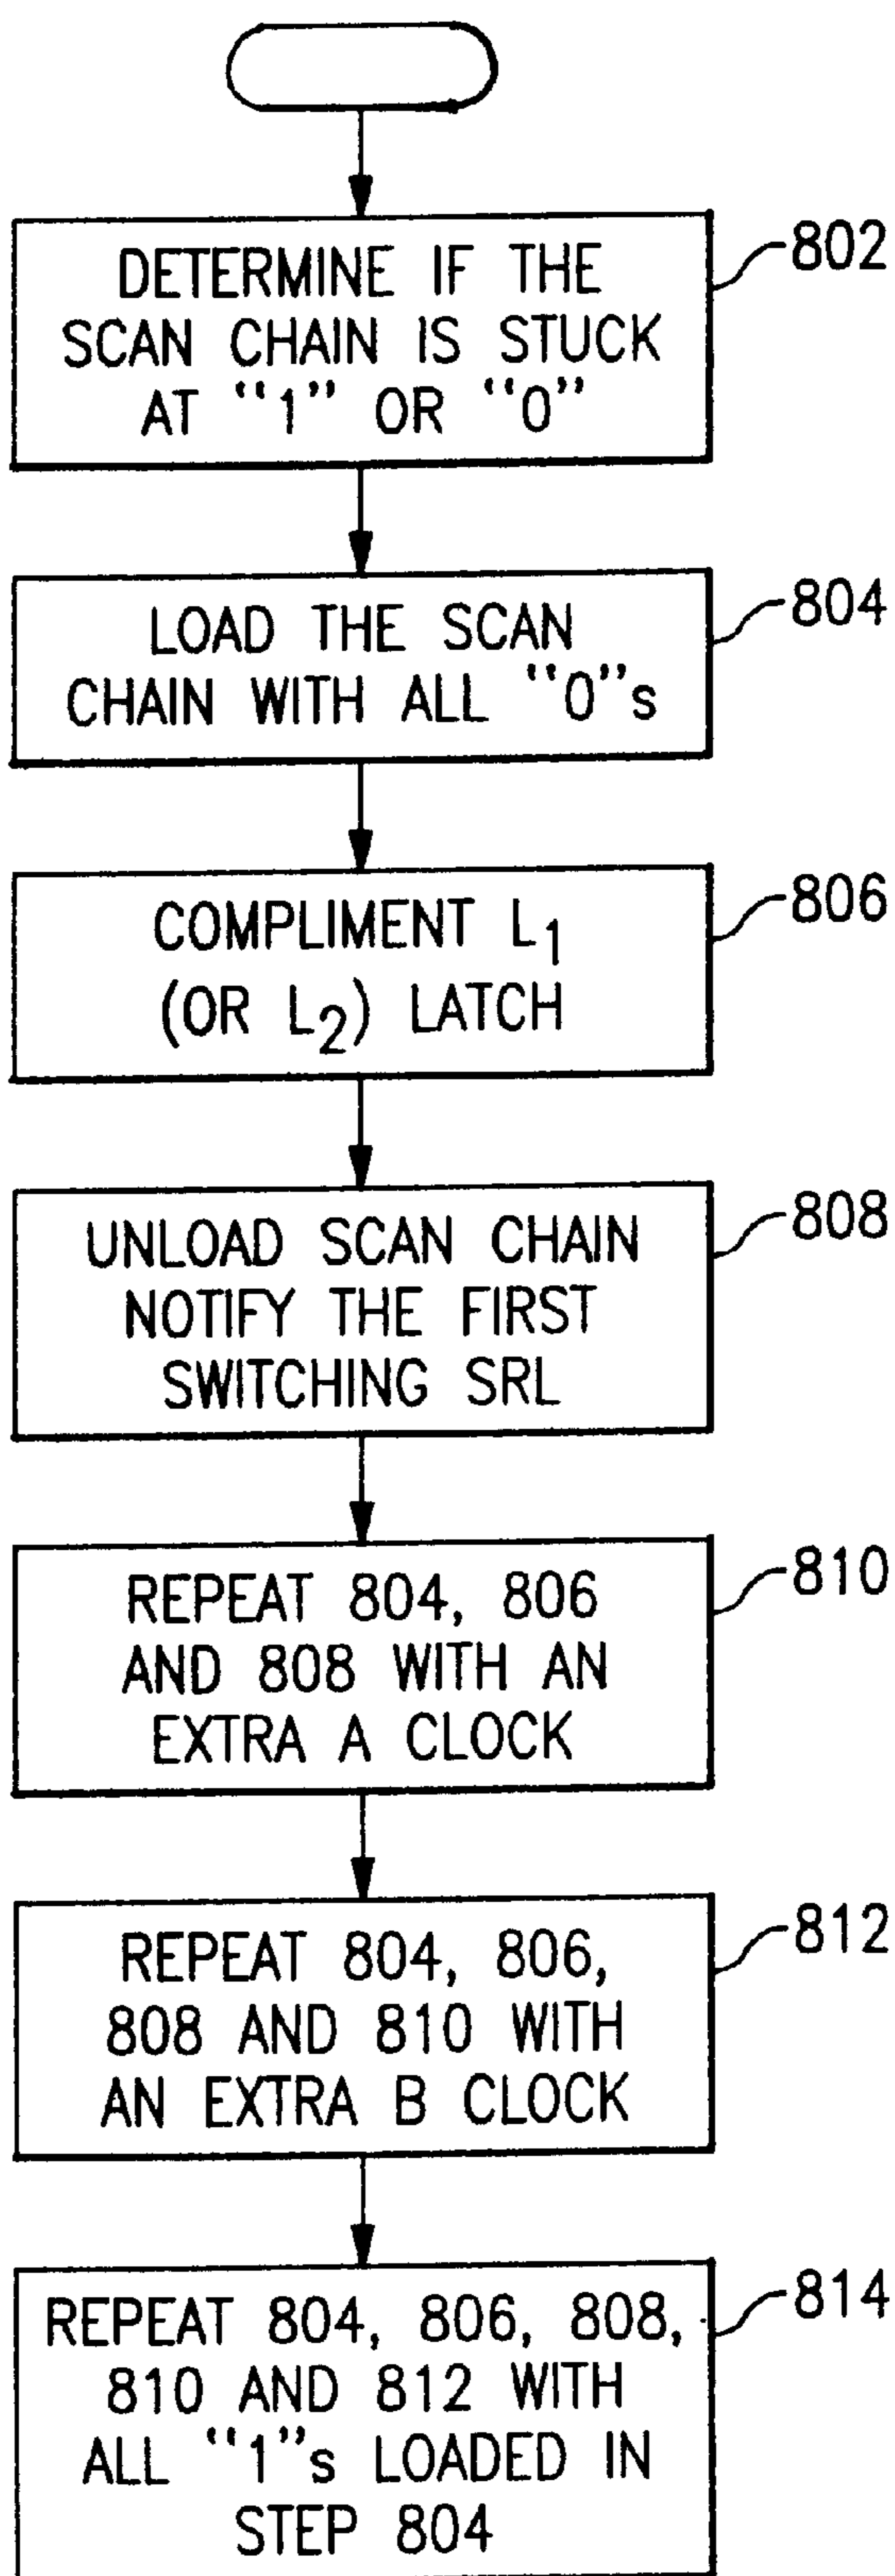 DETERMINE IF THE
SCAN CHAIN IS STUCK
AT "1" OR "0"
802
LOAD THE SCAN
CHAIN WITH ALL "0"s
804
COMPLIMENT L1
(OR L2) LATCH
806
UNLOAD SCAN CHAIN
NOTIFY THE FIRST
SWITCHING SRL
808
REPEAT 804, 806
AND 808 WITH AN
EXTRA A CLOCK
810
REPEAT 804, 806,
808 AND 810 WITH
AN EXTRA B CLOCK
812
REPEAT 804, 806, 808,
810 AND 812 WITH
ALL "1"s LOADED IN
STEP 804
814